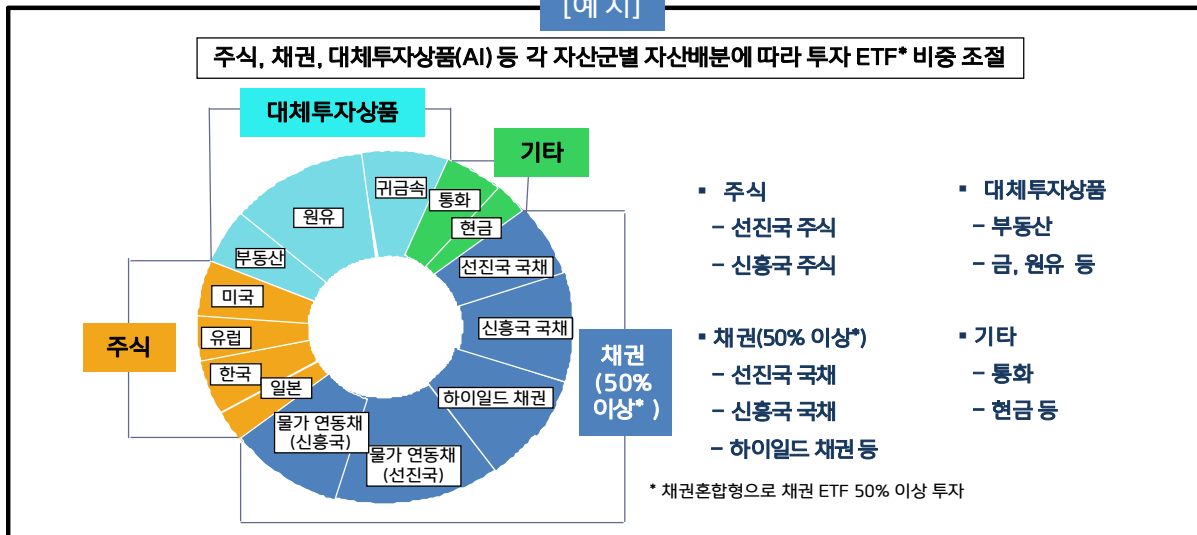 [예 시]
주식, 채권, 대체투자상품(AI) 등 각 자산군별 자산배분에 따라 투자 ETF* 비중 조절
대체투자상품
기타
귀금속
통화
원유
현금
부동산
선진국 국채
미국
신흥국 국채
유럽
주식
한국
일본
하이일드 채권
물가 연동채
(신흥국)
물가 연동채
(선진국)
채권
(50%
이상* )
▪ 주식
– 선진국 주식
– 신흥국 주식
▪ 대체투자상품
– 부동산
– 금, 원유 등
▪ 채권(50% 이상*)
– 선진국 국채
– 신흥국 국채
– 하이일드 채권 등
▪ 기타
– 통화
– 현금 등
* 채권혼합형으로 채권 ETF 50% 이상 투자